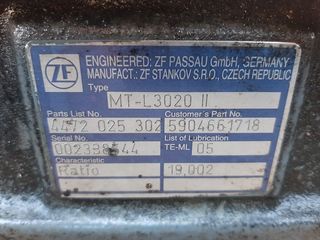 ZF
ENGINEERED: ZF PASSAU GmbH, GERMANY
MANUFACT.: ZF STANKOV S.R.O., CZECH REPUBLIC
Type
MT-L3020 II
Parts List No. Customer's Part No.
4472 025 302 5904661718
Serial No. List of Lubrication
002398644 TE-ML 05
Characteristic
Ratio 19,002